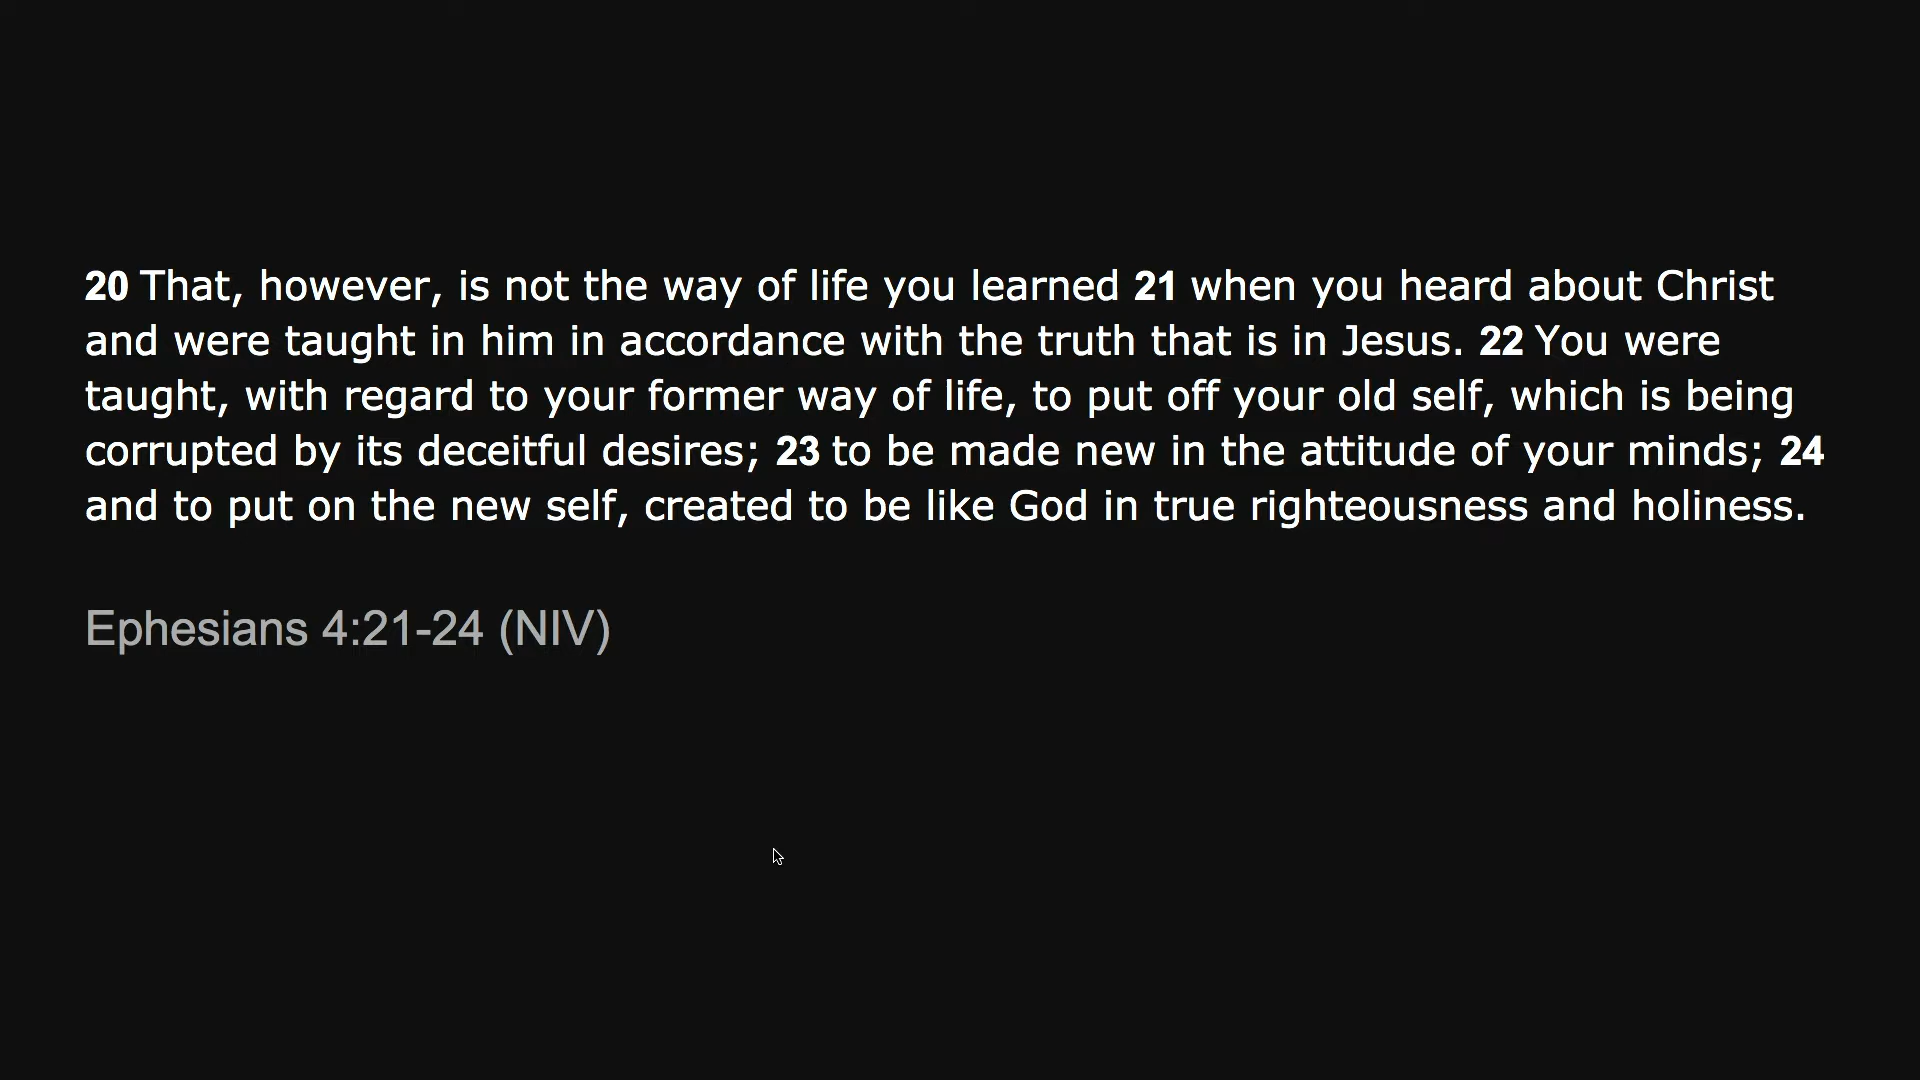 20 That, however, is not the way of life you learned 21 when you heard about Christ
and were taught in him in accordance with the truth that is in Jesus. 22 You were
taught, with regard to your former way of life, to put off your old self, which is being
corrupted by its deceitful desires; 23 to be made new in the attitude of your minds; 24
and to put on the new self, created to be like God in true righteousness and holiness.
Ephesians 4:21-24 (NIV)